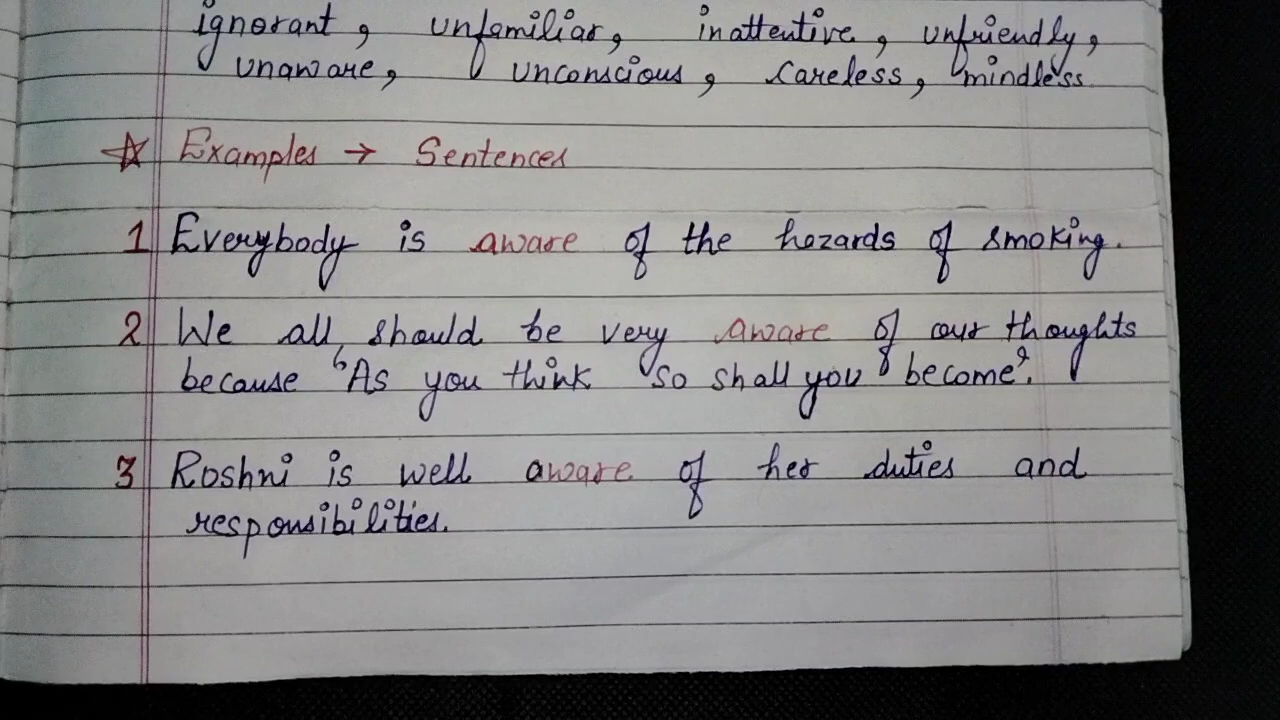 ignorant, unfamiliar, inattentive, unfriendly,
unaware, unconscious, careless, mindless
☆ Examples → Sentences
1 Everybody is aware of the hazards of smoking.
2 We all should be very aware of our thoughts
because 'As you think so shall you become'.
3 Roshni is well aware of her duties and
responsibilities.